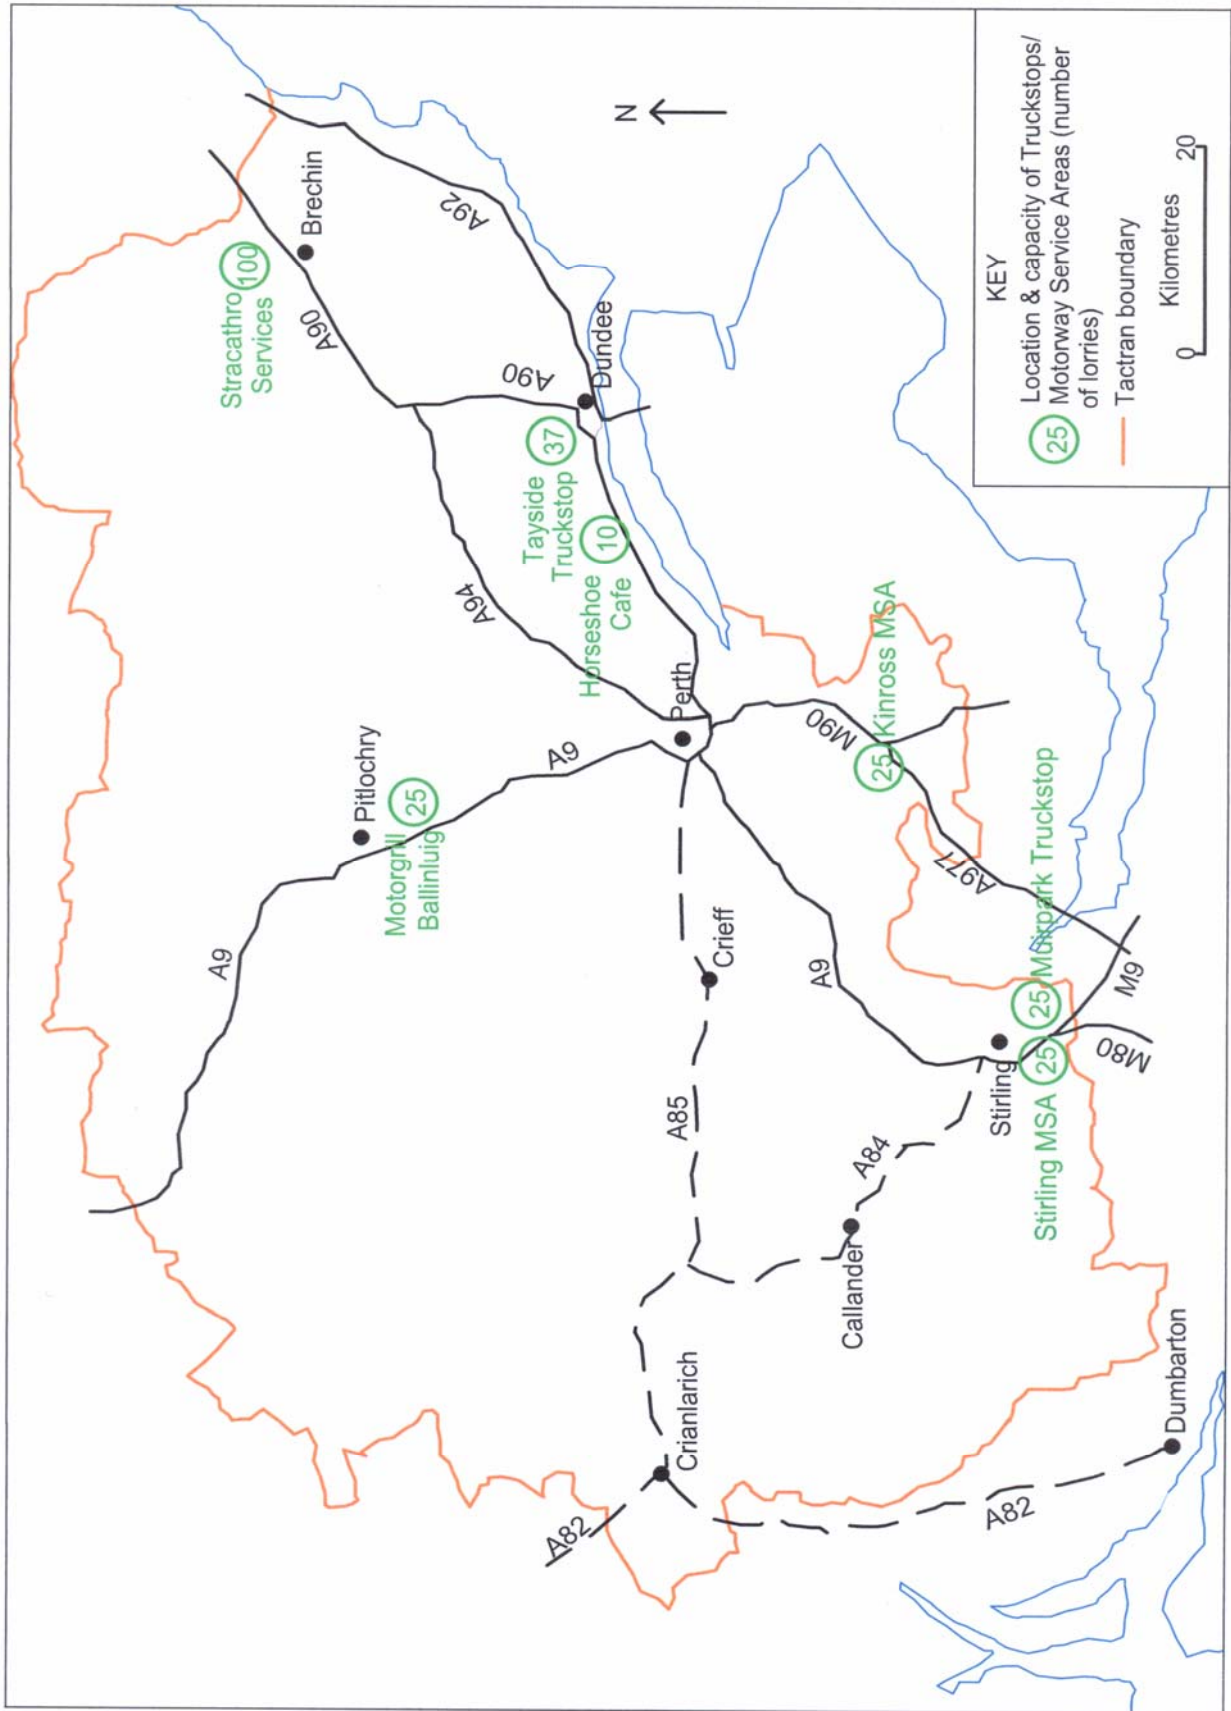 Stracathro
Services
100
Brechin
A90
A92
N
A90
Dundee
Tayside
Truckstop
37
Horseshoe
Cafe
10
A94
Pitlochry
Motorgrill
Ballinluig
25
A9
A9
Perth
M90
25
Kinross MSA
A977
Crieff
A9
A85
A84
Stirling
Stirling MSA
25
25
Muirpark Truckstop
M9
M80
Callander
Crianlarich
A82
A82
Dumbarton
KEY
25
Location & capacity of Truckstops/
Motorway Service Areas (number
of lorries)
Tactran boundary
Kilometres
0
20